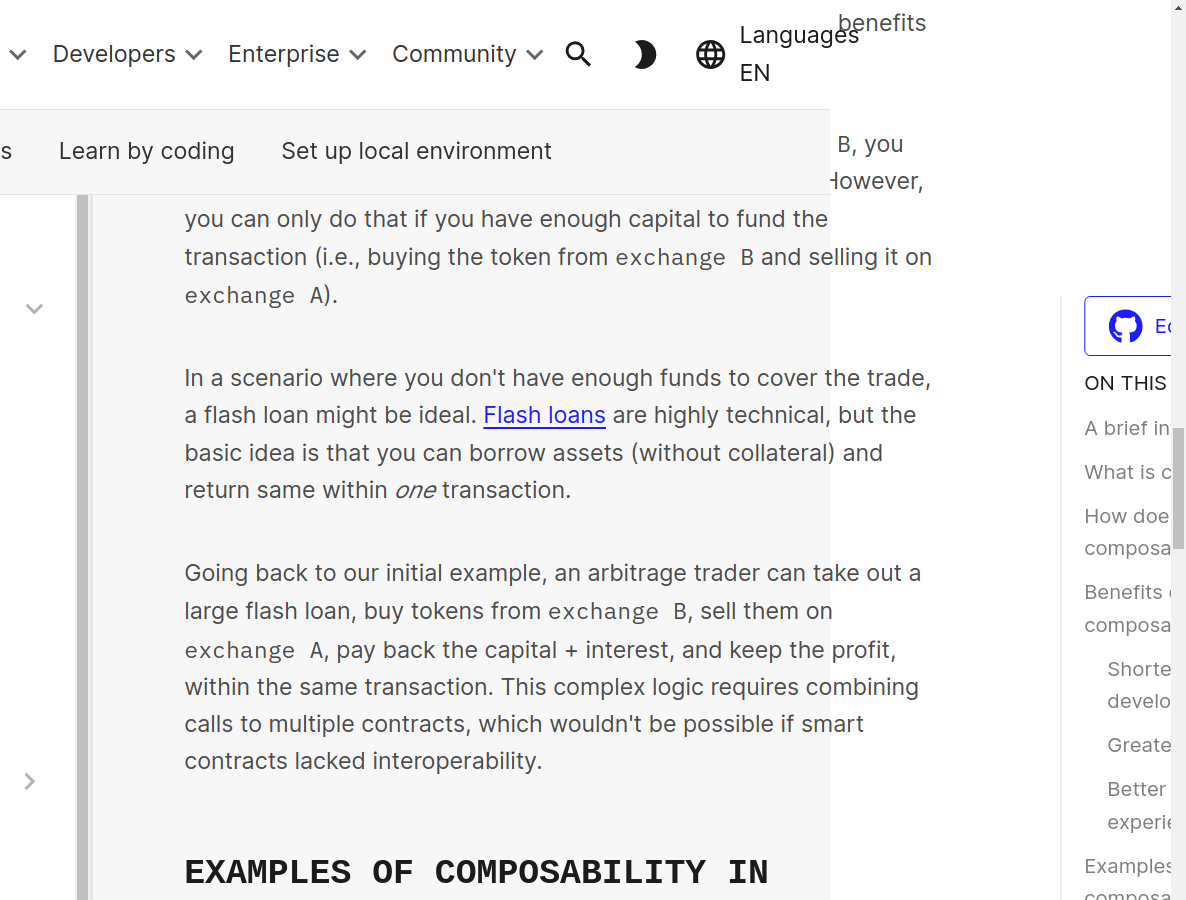 benefits
Developers
Enterprise
Community
Languages
EN
s
Learn by coding
Set up local environment
B, you
However,
you can only do that if you have enough capital to fund the
transaction (i.e., buying the token from exchange B and selling it on
exchange A).
In a scenario where you don't have enough funds to cover the trade,
a flash loan might be ideal. Flash loans are highly technical, but the
basic idea is that you can borrow assets (without collateral) and
return same within one transaction.
Going back to our initial example, an arbitrage trader can take out a
large flash loan, buy tokens from exchange B, sell them on
exchange A, pay back the capital + interest, and keep the profit,
within the same transaction. This complex logic requires combining
calls to multiple contracts, which wouldn't be possible if smart
contracts lacked interoperability.
EXAMPLES OF COMPOSABILITY IN
ON THIS
A brief in
What is c
How doe
composa
Benefits
composa
Shorte
develo
Greate
Better
experie
Examples
composa